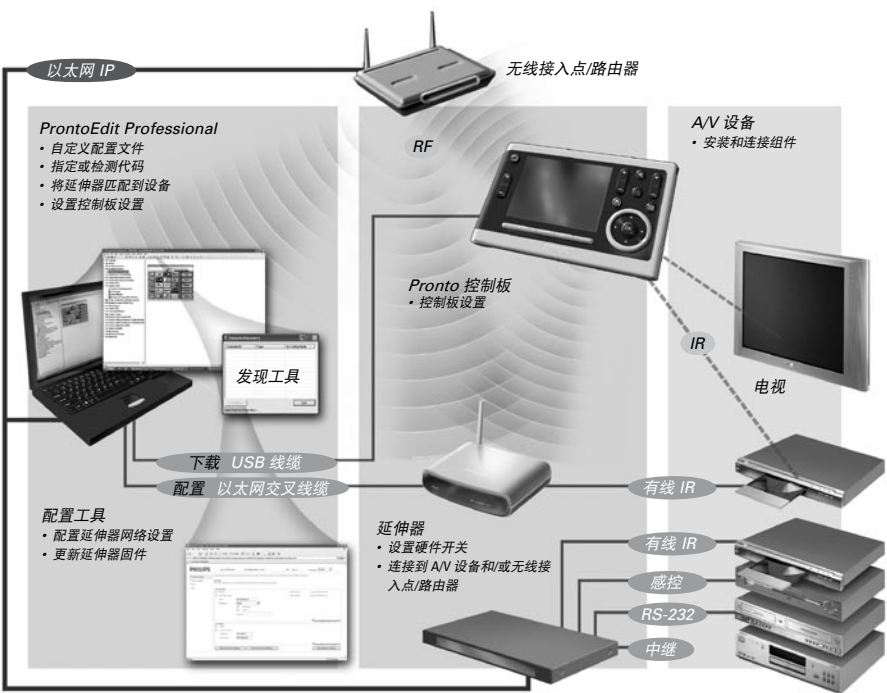 以太网 IP
无线接入点/路由器
ProntoEdit Professional
• 自定义配置文件
• 指定或检测代码
• 将延伸器匹配到设备
• 设置控制板设置
RF
A/V 设备
• 安装和连接组件
Pronto 控制板
• 控制板设置
IR
发现工具
电视
下载 USB 线缆
配置 以太网交叉线缆
有线 IR
配置工具
• 配置延伸器网络设置
• 更新延伸器固件
延伸器
• 设置硬件开关
• 连接到 A/V 设备和/或无线接
入点/路由器
有线 IR
感控
RS-232
中继
PHILIPS